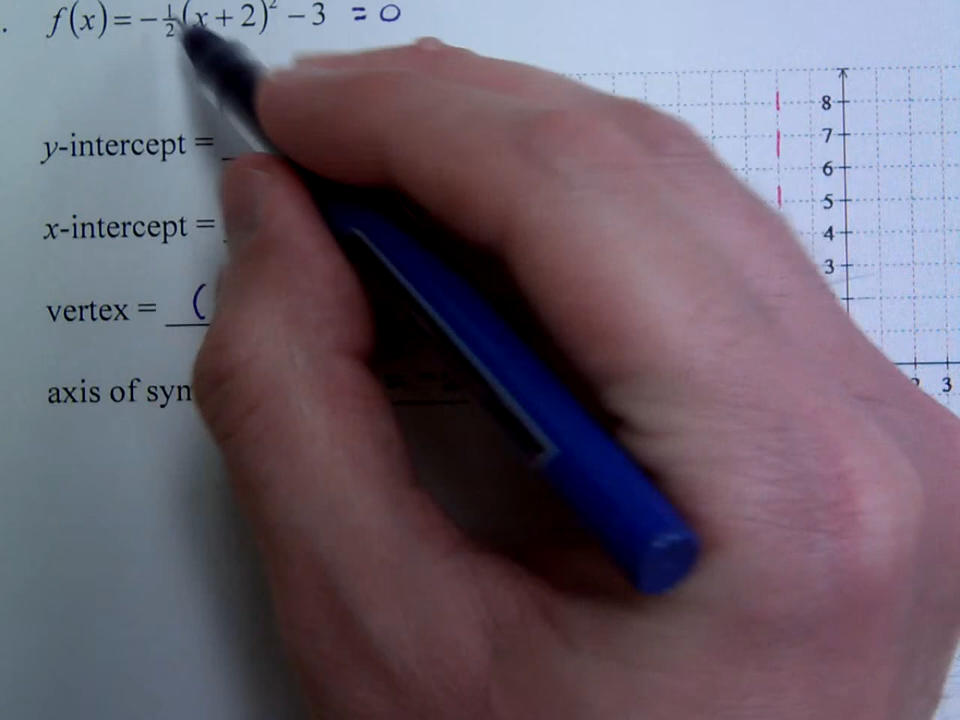 . f(x) = -½(x+2)² - 3 = 0
y-intercept =
x-intercept =
vertex = (
axis of sym
8
7
6
5
4
3
3